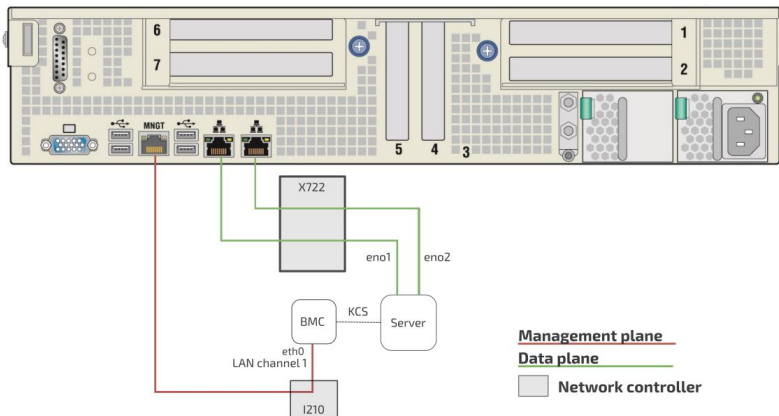 6
7
1
2
MNGT
5
4
3
X722
eno1
eno2
BMC
KCS
Server
eth0
LAN channel 1
I210
Management plane
Data plane
Network controller